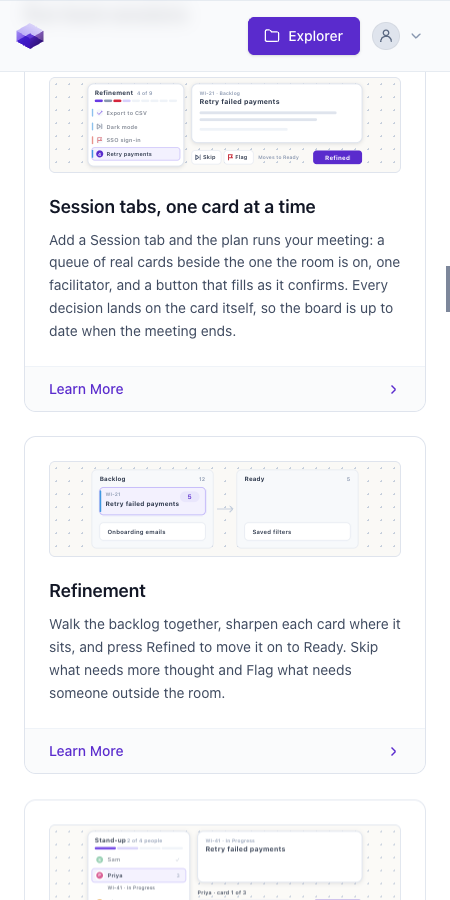 Explorer
Refinement 4 of 9
Export to CSV
Dark mode
SSO sign-in
Retry payments
WI-21 · Backlog
Retry failed payments
Skip
Flag
Moves to Ready
Refined
Session tabs, one card at a time
Add a Session tab and the plan runs your meeting: a
queue of real cards beside the one the room is on, one
facilitator, and a button that fills as it confirms. Every
decision lands on the card itself, so the board is up to
date when the meeting ends.
Learn More
Backlog 12
WI-21
Retry failed payments 5
Onboarding emails
Ready 5
Saved filters
Refinement
Walk the backlog together, sharpen each card where it
sits, and press Refined to move it on to Ready. Skip
what needs more thought and Flag what needs
someone outside the room.
Learn More
Stand-up 2 of 4 people
Sam
Priya 3
WI-41 · In Progress
WI-41 · In Progress
Retry failed payments
Priya · card 1 of 3